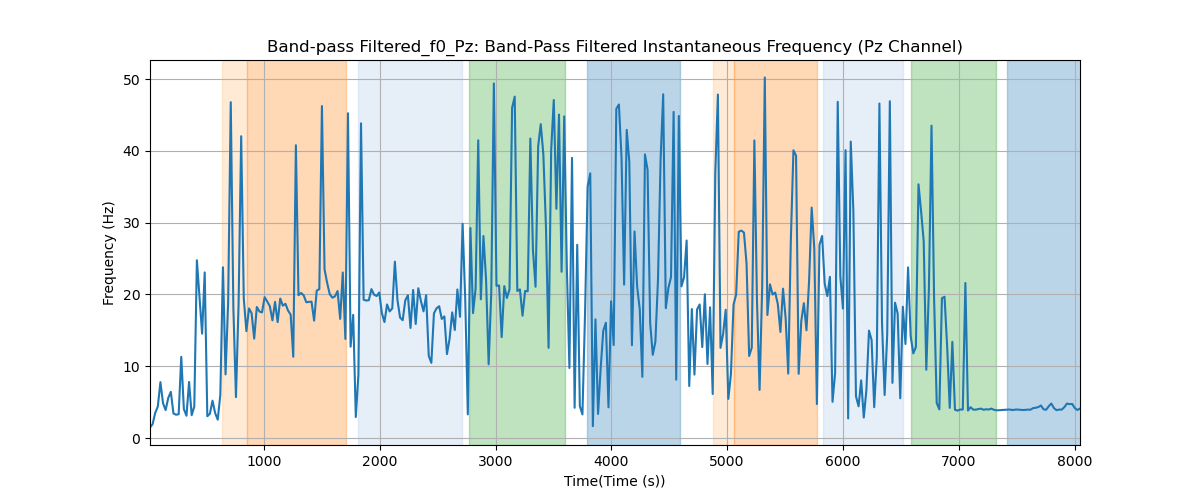 Band-pass Filtered_f0_Pz: Band-Pass Filtered Instantaneous Frequency (Pz Channel)
50
40
30
20
10
0
Frequency (Hz)
1000 2000 3000 4000 5000 6000 7000 8000
Time(Time (s))